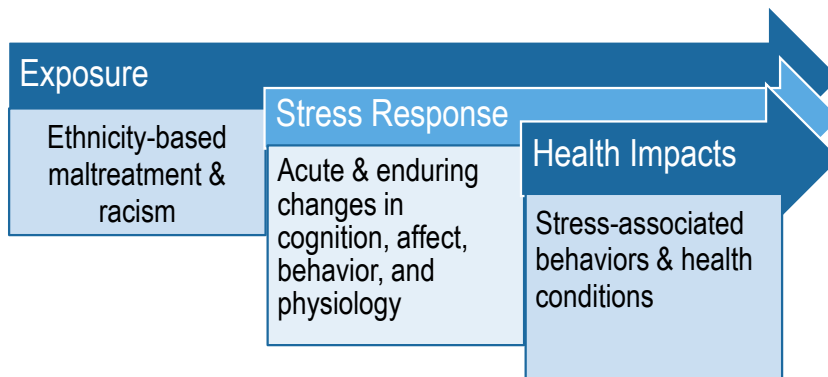 Exposure
Ethnicity-based
maltreatment &
racism
Stress Response
Acute & enduring
changes in
cognition, affect,
behavior, and
physiology
Health Impacts
Stress-associated
behaviors & health
conditions